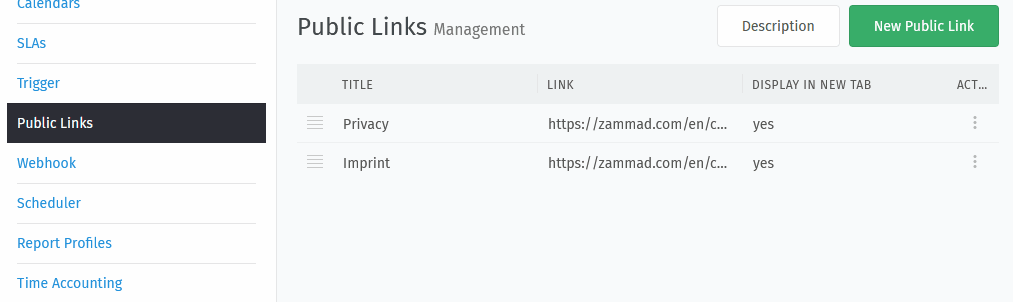 Calendars
SLAs
Trigger
Public Links
Webhook
Scheduler
Report Profiles
Time Accounting
Public Links Management
Description
New Public Link
TITLE LINK DISPLAY IN NEW TAB ACT...
Privacy https://zammad.com/en/c... yes
Imprint https://zammad.com/en/c... yes